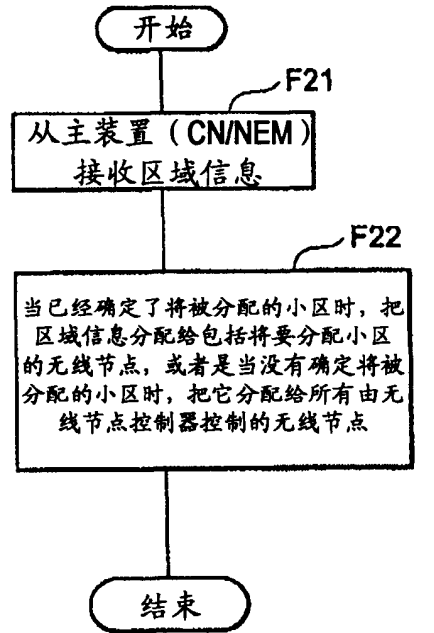 开始
F21
从主装置（CN/NEM）
接收区域信息
F22
当已经确定了将被分配的小区时，把
区域信息分配给包括将要分配小区
的无线节点，或者是当没有确定将被
分配的小区时，把它分配给所有由无
线节点控制器控制的无线节点
结束